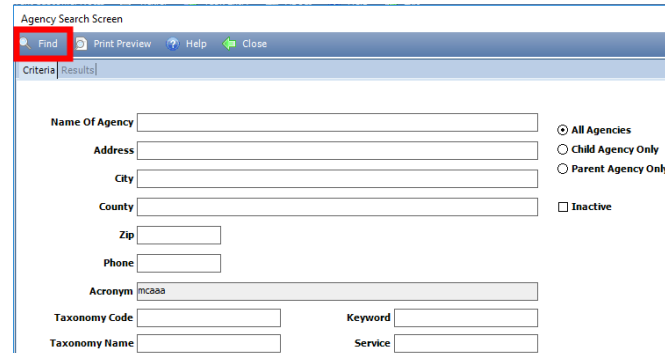 Agency Search Screen
Find Print Preview Help Close
Criteria Results
Name Of Agency
All Agencies
Address
Child Agency Only
City
Parent Agency Only
County
Inactive
Zip
Phone
Acronym mcaaa
Taxonomy Code Keyword
Taxonomy Name Service